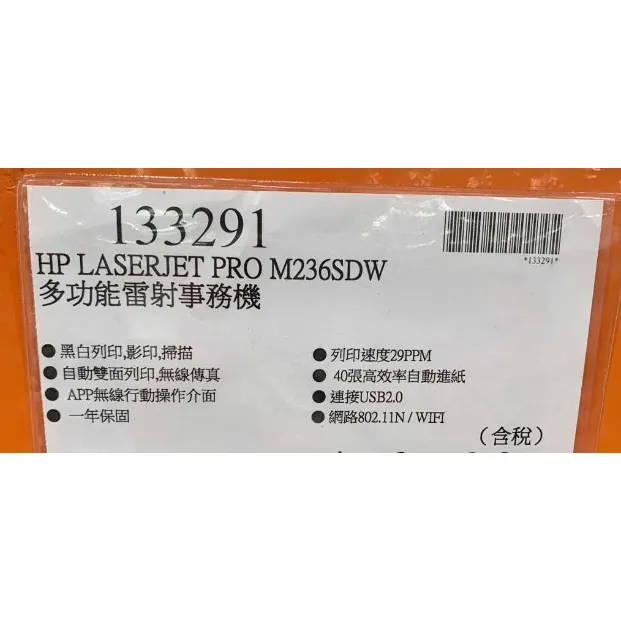 133291
*133291*
HP LASERJET PRO M236SDW
多功能雷射事務機
● 黑白列印,影印,掃描
● 自動雙面列印,無線傳真
● APP無線行動操作介面
● 一年保固
● 列印速度29PPM
● 40張高效率自動進紙
● 連接USB2.0
● 網路802.11N / WIFI
（含稅）